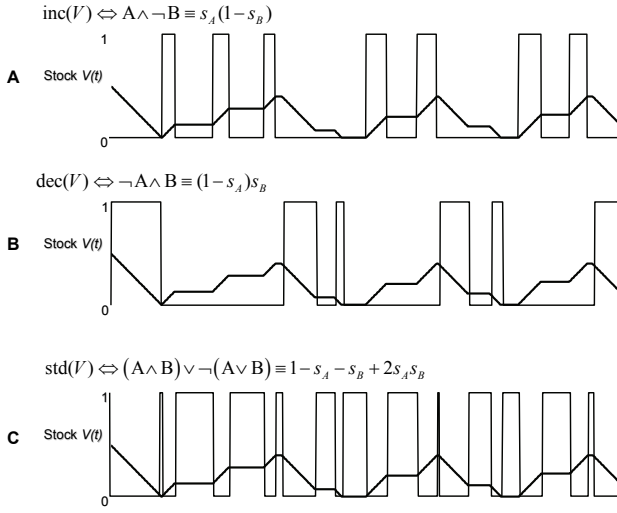 inc(V) ⇔ A∧¬B ≡ s_A(1−s_B)
1
A Stock V(t)
0
dec(V) ⇔ ¬A∧B ≡ (1−s_A)s_B
1
B Stock V(t)
0
std(V) ⇔ (A∧B)∨¬(A∨B) ≡ 1−s_A−s_B+2s_As_B
1
C Stock V(t)
0